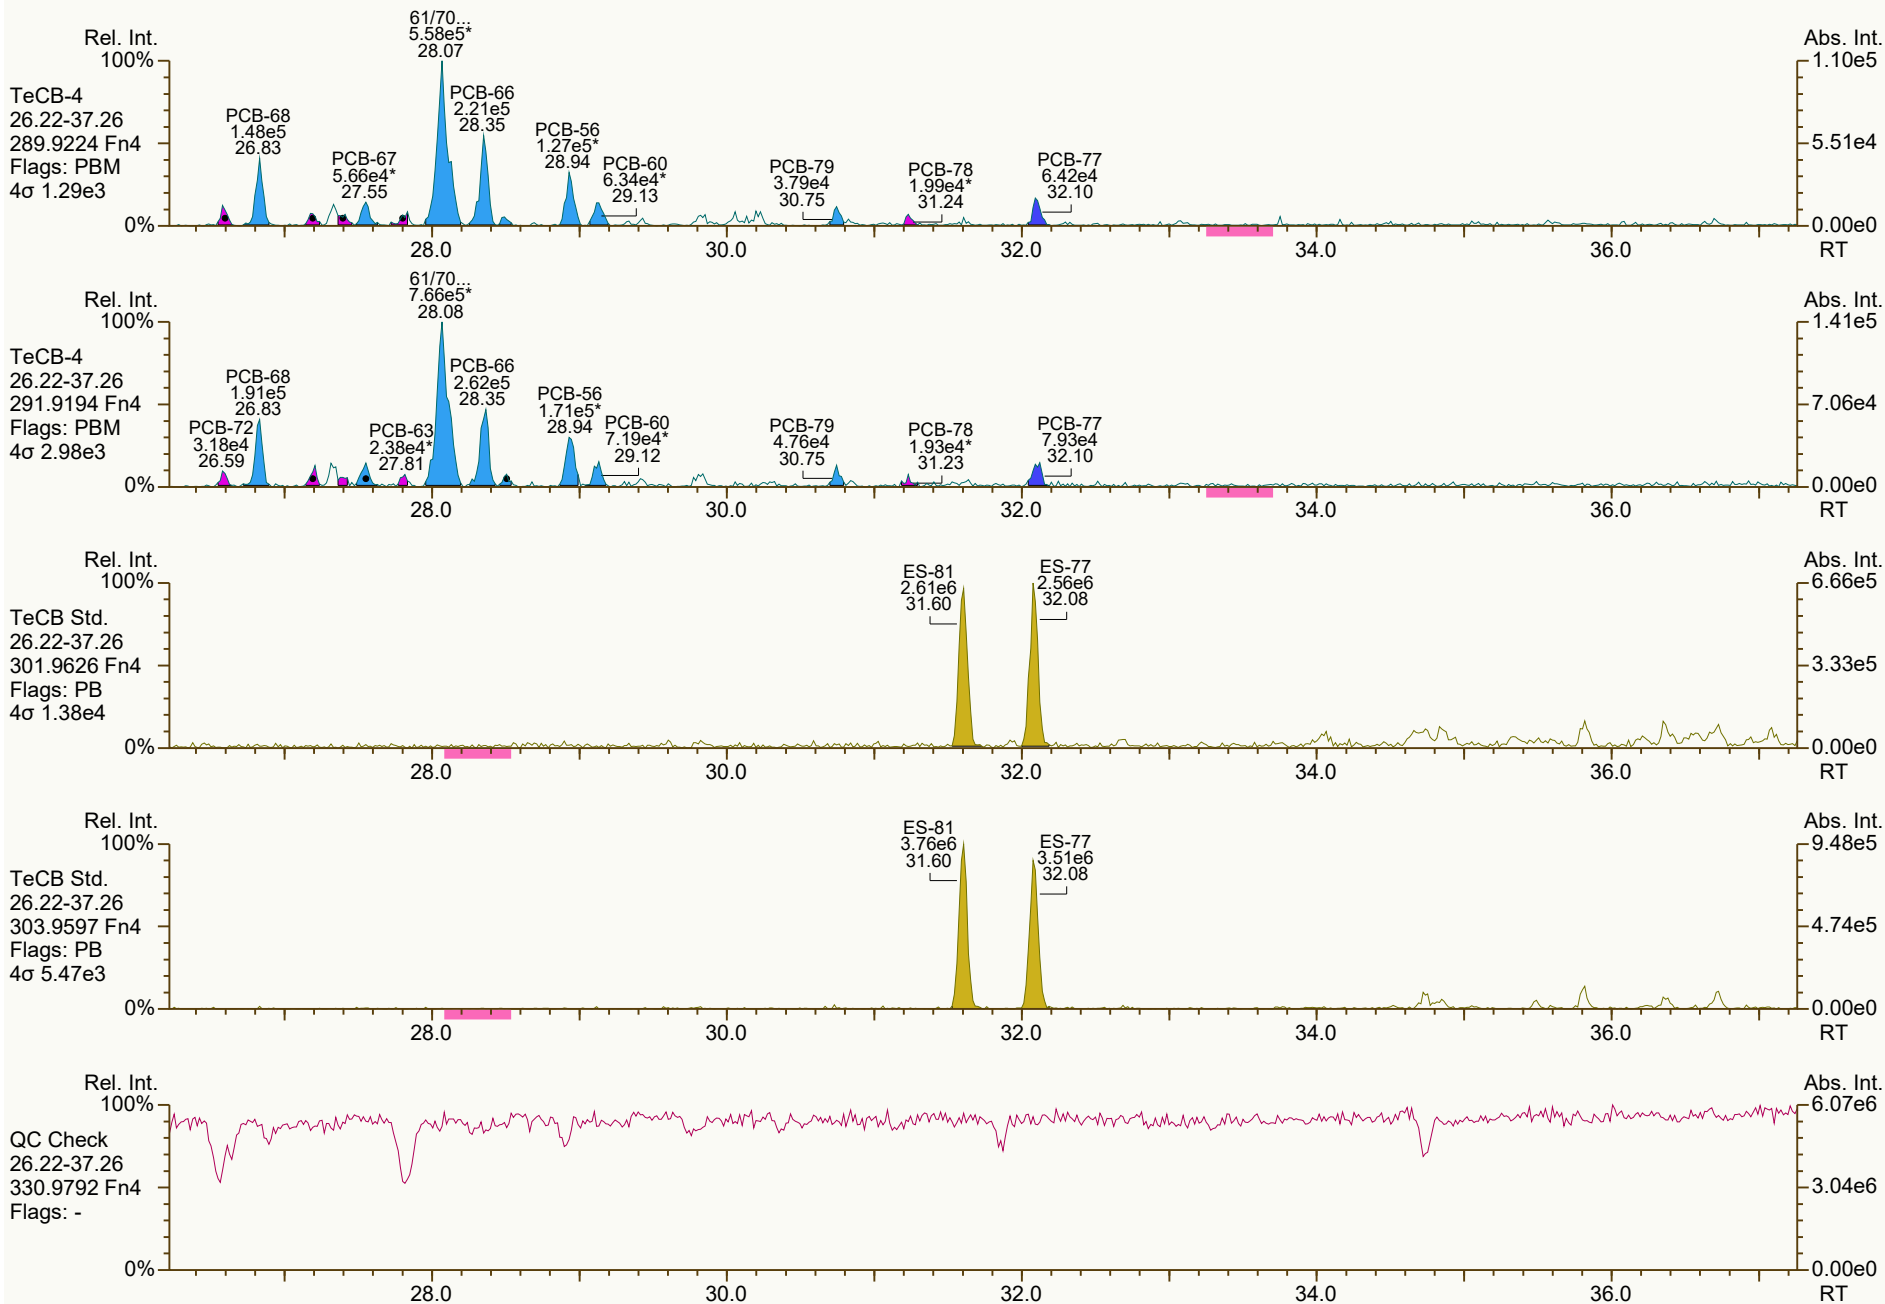 61/70...
5.58e5*
28.07
Rel. Int.
Abs. Int.
100%
1.10e5
TeCB-4
26.22-37.26
289.9224 Fn4
Flags: PBM
4σ 1.29e3
PCB-68
1.48e5
26.83
PCB-67
5.66e4*
27.55
PCB-66
2.21e5
28.35
PCB-56
1.27e5*
28.94
PCB-60
6.34e4*
29.13
PCB-79
3.79e4
30.75
PCB-78
1.99e4*
31.24
PCB-77
6.42e4
32.10
5.51e4
0%
0.00e0
28.0 30.0 32.0 34.0 36.0 RT
61/70...
7.66e5*
28.08
Rel. Int.
Abs. Int.
100%
1.41e5
TeCB-4
26.22-37.26
291.9194 Fn4
Flags: PBM
4σ 2.98e3
PCB-72
3.18e4
26.59
PCB-68
1.91e5
26.83
PCB-63
2.38e4*
27.81
PCB-66
2.62e5
28.35
PCB-56
1.71e5*
28.94
PCB-60
7.19e4*
29.12
PCB-79
4.76e4
30.75
PCB-78
1.93e4*
31.23
PCB-77
7.93e4
32.10
7.06e4
0%
0.00e0
28.0 30.0 32.0 34.0 36.0 RT
Rel. Int.
Abs. Int.
100%
6.66e5
TeCB Std.
26.22-37.26
301.9626 Fn4
Flags: PB
4σ 1.38e4
ES-81
2.61e6
31.60
ES-77
2.56e6
32.08
3.33e5
0%
0.00e0
28.0 30.0 32.0 34.0 36.0 RT
Rel. Int.
Abs. Int.
100%
9.48e5
TeCB Std.
26.22-37.26
303.9597 Fn4
Flags: PB
4σ 5.47e3
ES-81
3.76e6
31.60
ES-77
3.51e6
32.08
4.74e5
0%
0.00e0
28.0 30.0 32.0 34.0 36.0 RT
Rel. Int.
Abs. Int.
100%
6.07e6
QC Check
26.22-37.26
330.9792 Fn4
Flags: -
3.04e6
0%
0.00e0
28.0 30.0 32.0 34.0 36.0 RT